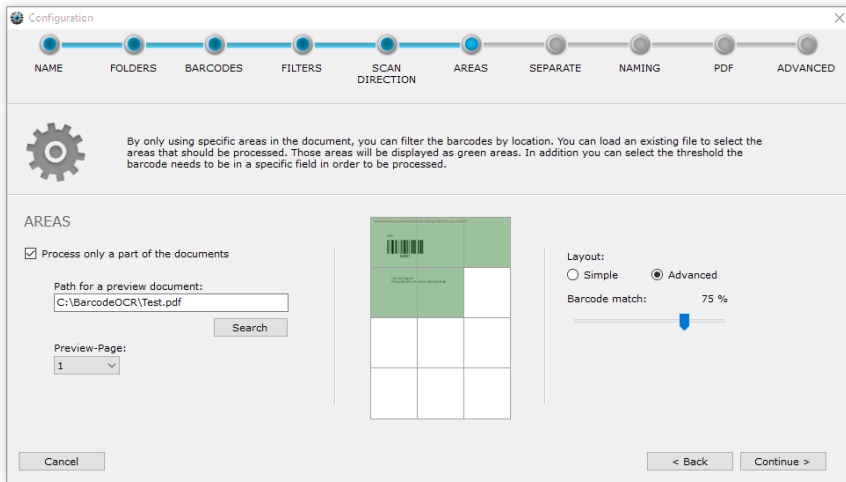 Configuration
NAME
FOLDERS
BARCODES
FILTERS
SCAN
DIRECTION
AREAS
SEPARATE
NAMING
PDF
ADVANCED
By only using specific areas in the document, you can filter the barcodes by location. You can load an existing file to select the
areas that should be processed. Those areas will be displayed as green areas. In addition you can select the threshold the
barcode needs to be in a specific field in order to be processed.
AREAS
Process only a part of the documents
Path for a preview document:
C:\BarcodeOCR\Test.pdf
Search
Preview-Page:
1
Layout:
Simple
Advanced
Barcode match:
75 %
Cancel
< Back
Continue >